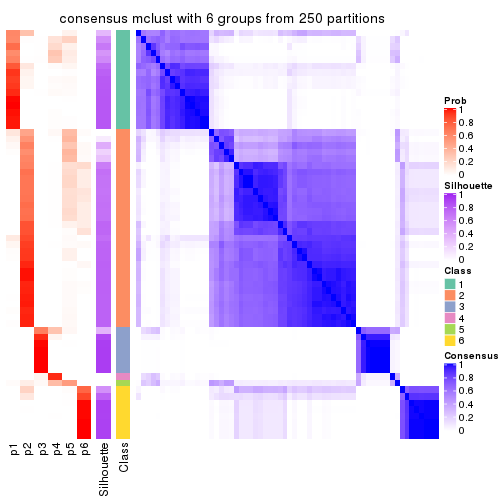 consensus mclust with 6 groups from 250 partitions
Prob
1
0.8
0.6
0.4
0.2
0
Silhouette
1
0.8
0.6
0.4
0.2
0
Class
1
2
3
4
5
6
Consensus
1
0.8
0.6
0.4
0.2
0
p1
p2
p3
p4
p5
p6
Silhouette
Class